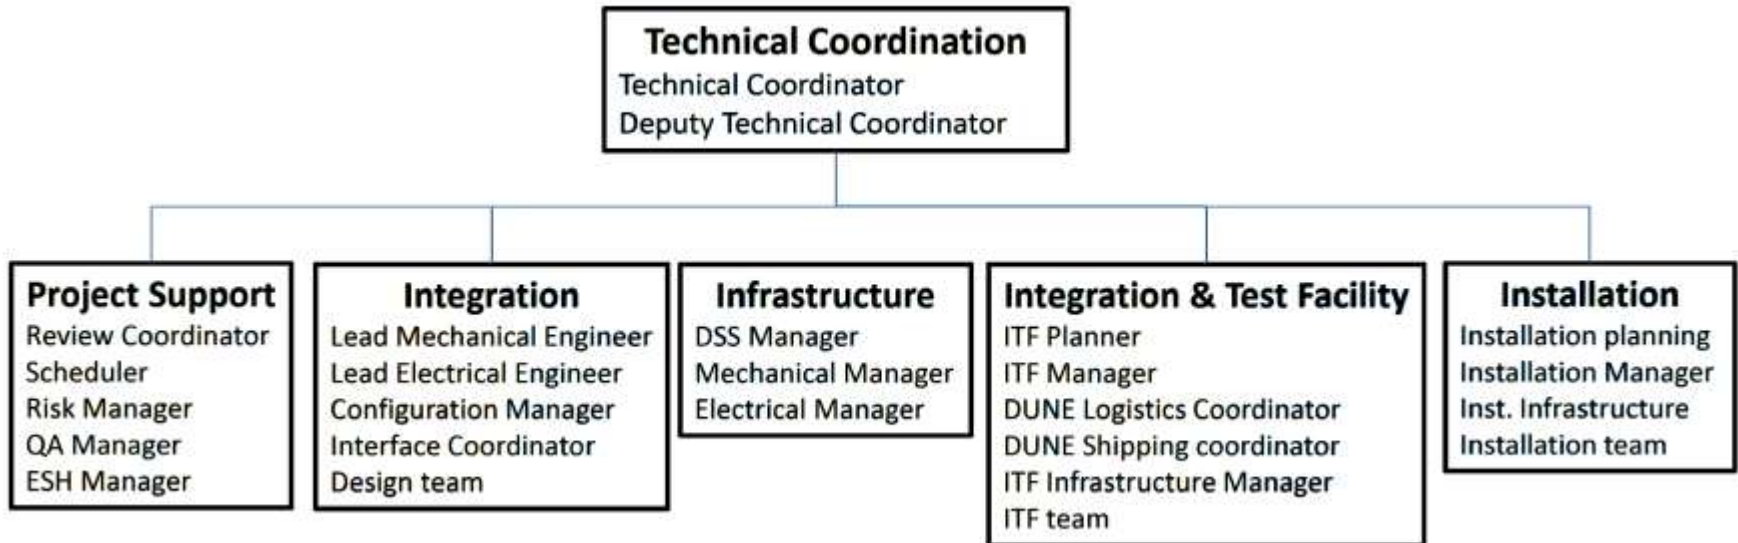 Technical Coordination
Technical Coordinator
Deputy Technical Coordinator
Project Support
Review Coordinator
Scheduler
Risk Manager
QA Manager
ESH Manager
Integration
Lead Mechanical Engineer
Lead Electrical Engineer
Configuration Manager
Interface Coordinator
Design team
Infrastructure
DSS Manager
Mechanical Manager
Electrical Manager
Integration & Test Facility
ITF Planner
ITF Manager
DUNE Logistics Coordinator
DUNE Shipping coordinator
ITF Infrastructure Manager
ITF team
Installation
Installation planning
Installation Manager
Inst. Infrastructure
Installation team